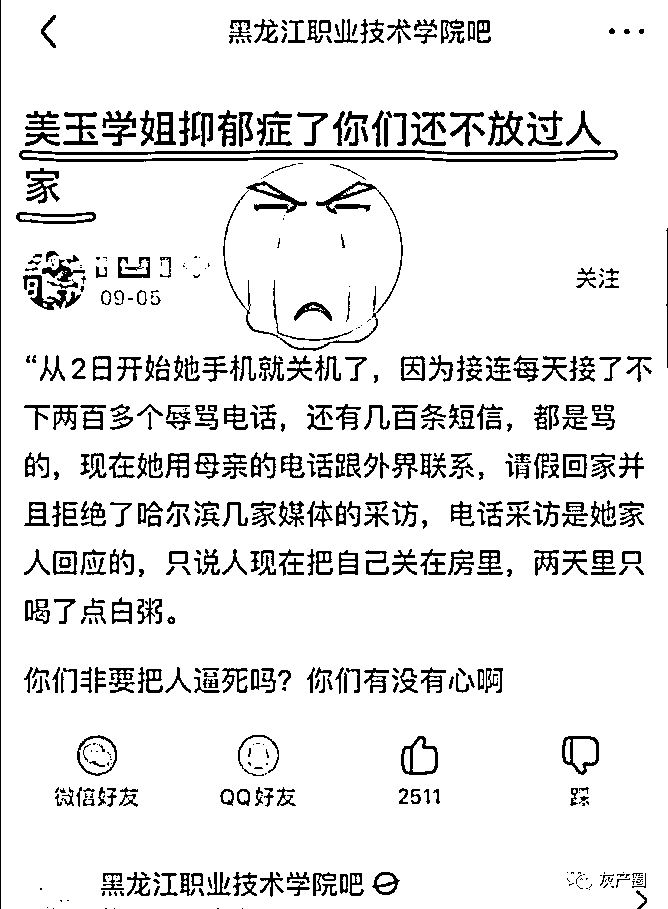 黑龙江职业技术学院吧
美玉学姐抑郁症了你们还不放过人
家
09-05
关注
“从2日开始她手机就关机了，因为接连每天接了不
下两百多个辱骂电话，还有几百条短信，都是骂
的，现在她用母亲的电话跟外界联系，请假回家并
且拒绝了哈尔滨几家媒体的采访，电话采访是她家
人回应的，只说人现在把自己关在房里，两天里只
喝了点白粥。
你们非要把人逼死吗？你们有没有心啊
微信好友
QQ好友
2511
踩
黑龙江职业技术学院吧
灰产圈